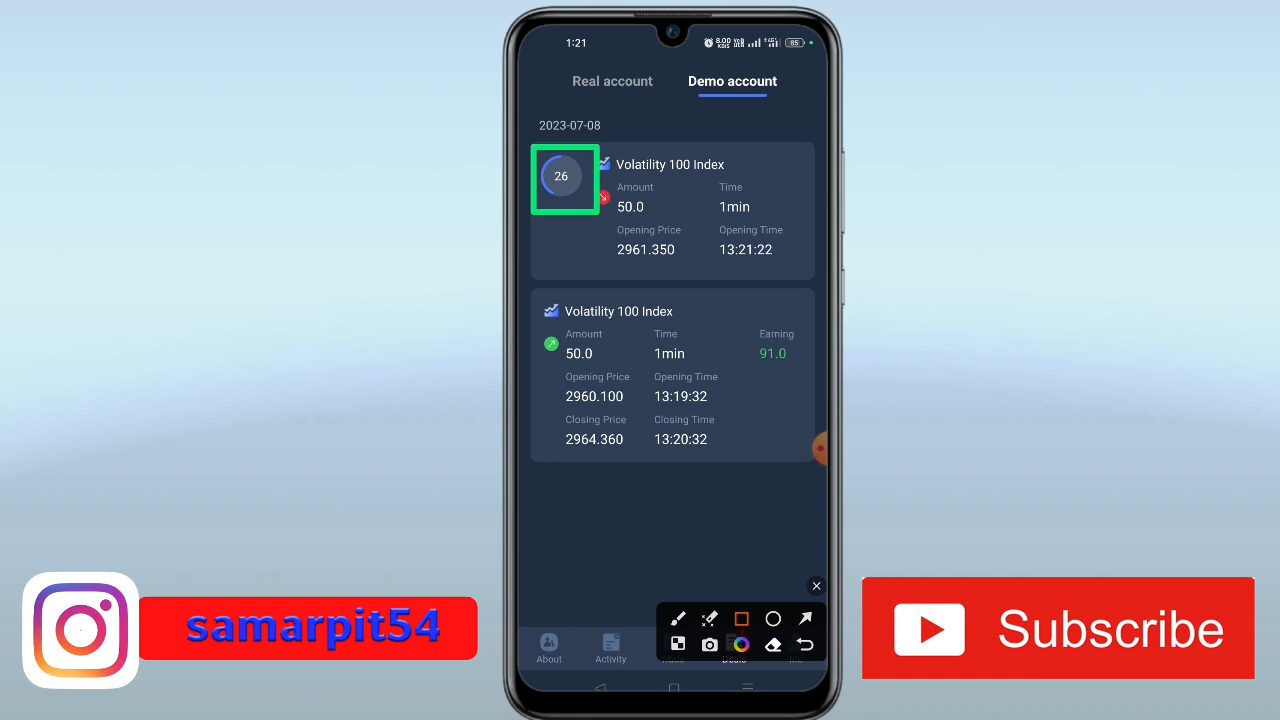 1:21
8.00
85
Real account
Demo account
2023-07-08
26
Volatility 100 Index
Amount
Time
50.0
1min
Opening Price
Opening Time
2961.350
13:21:22
Volatility 100 Index
Amount
Time
Earning
50.0
1min
91.0
Opening Price
Opening Time
2960.100
13:19:32
Closing Price
Closing Time
2964.360
13:20:32
About
Activity
samarpit54
Subscribe